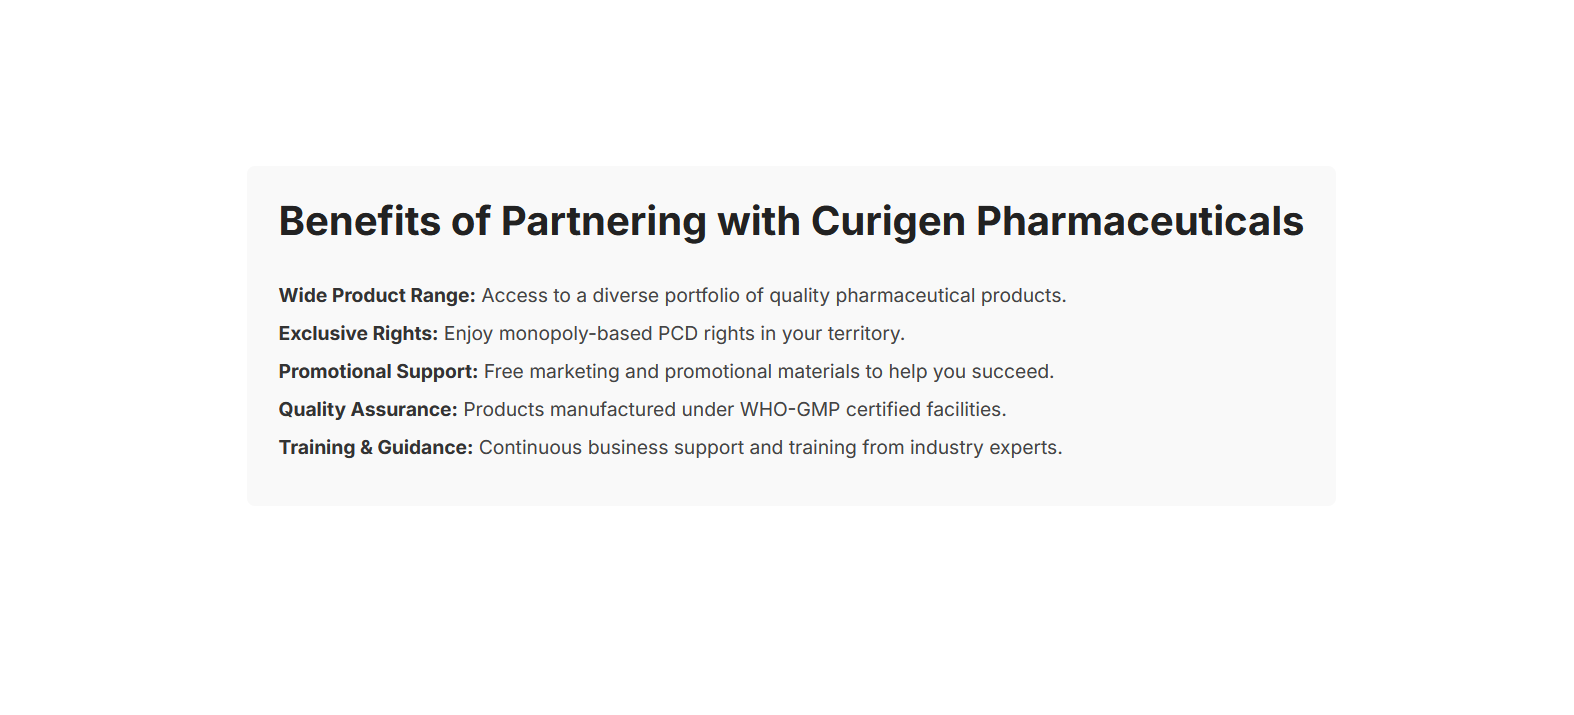 Benefits of Partnering with Curigen Pharmaceuticals
Wide Product Range: Access to a diverse portfolio of quality pharmaceutical products.
Exclusive Rights: Enjoy monopoly-based PCD rights in your territory.
Promotional Support: Free marketing and promotional materials to help you succeed.
Quality Assurance: Products manufactured under WHO-GMP certified facilities.
Training & Guidance: Continuous business support and training from industry experts.